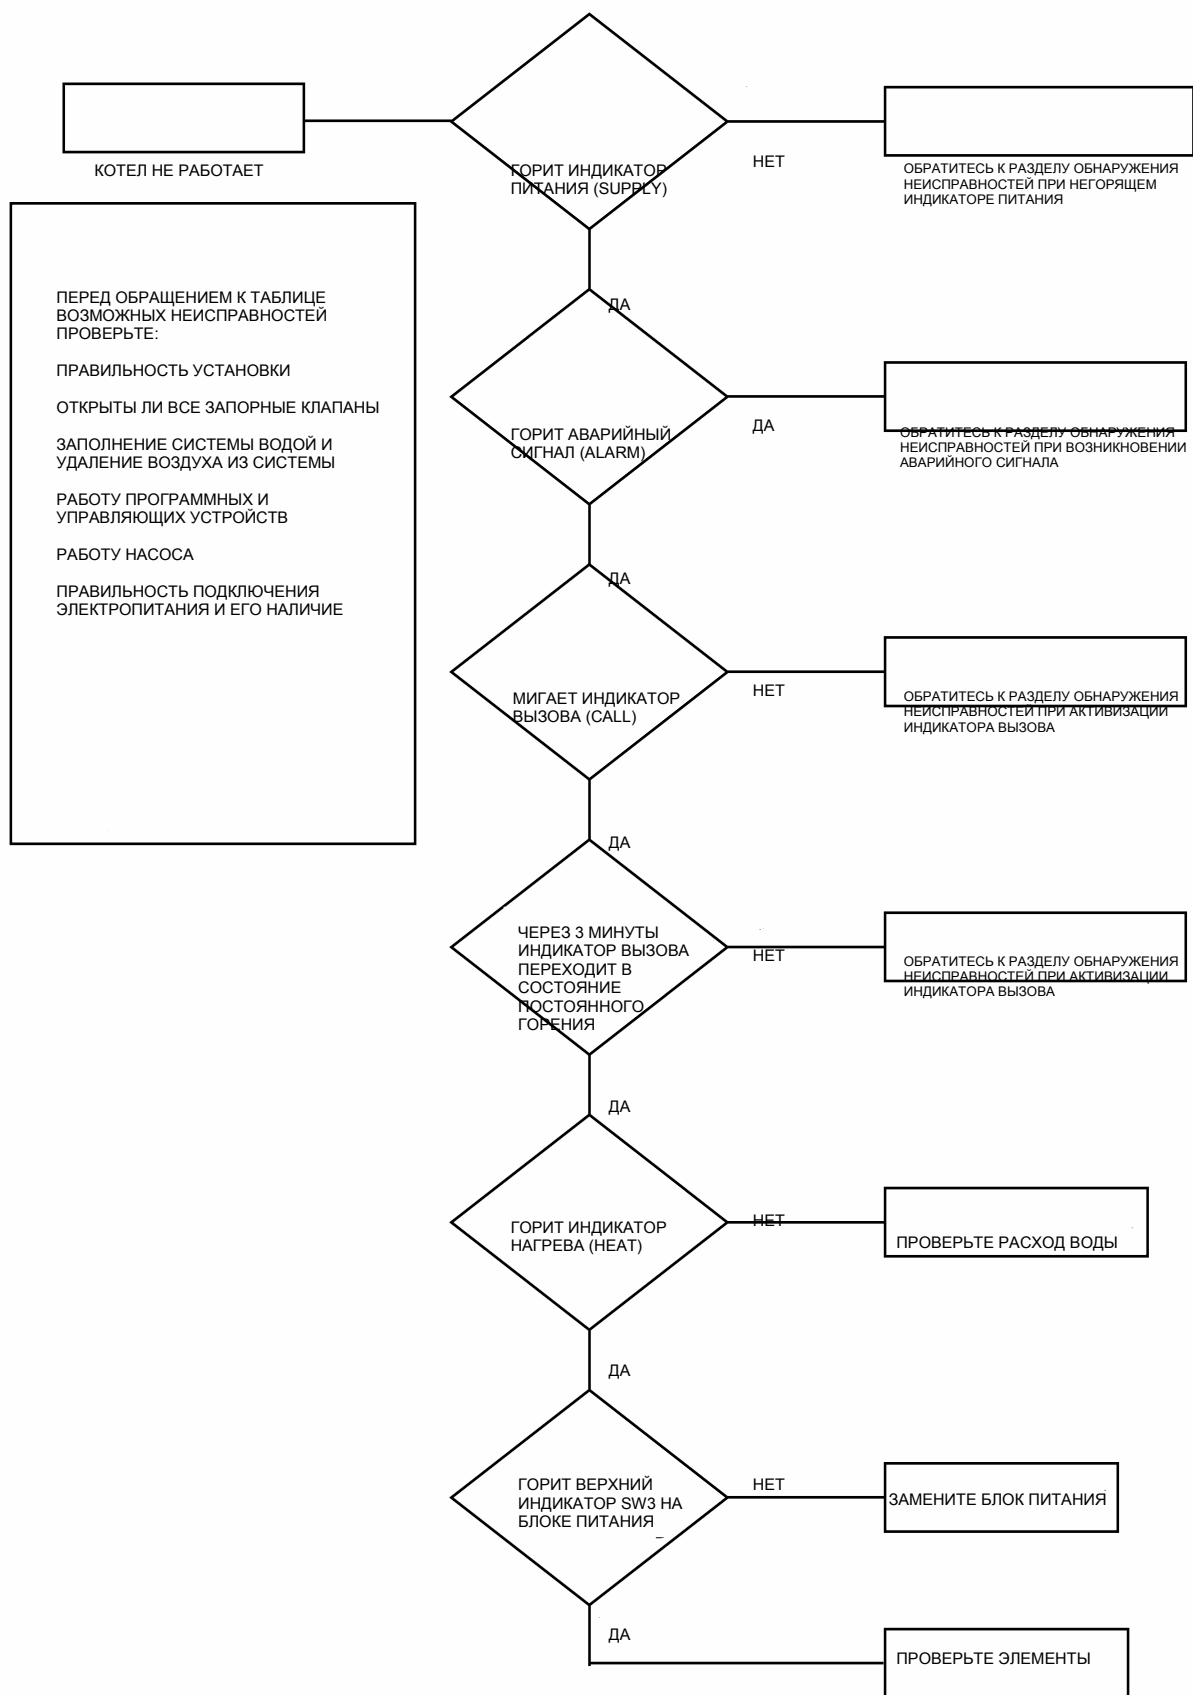 КОТЕЛ НЕ РАБОТАЕТ
ГОРИТ ИНДИКАТОР
ПИТАНИЯ (SUPPLY)
НЕТ
ОБРАТИТЕСЬ К РАЗДЕЛУ ОБНАРУЖЕНИЯ
НЕИСПРАВНОСТЕЙ ПРИ НЕГОРЯЩЕМ
ИНДИКАТОРЕ ПИТАНИЯ
ПЕРЕД ОБРАЩЕНИЕМ К ТАБЛИЦЕ
ВОЗМОЖНЫХ НЕИСПРАВНОСТЕЙ
ПРОВЕРЬТЕ:
ПРАВИЛЬНОСТЬ УСТАНОВКИ
ОТКРЫТЫ ЛИ ВСЕ ЗАПОРНЫЕ КЛАПАНЫ
ЗАПОЛНЕНИЕ СИСТЕМЫ ВОДОЙ И
УДАЛЕНИЕ ВОЗДУХА ИЗ СИСТЕМЫ
РАБОТУ ПРОГРАММНЫХ И
УПРАВЛЯЮЩИХ УСТРОЙСТВ
РАБОТУ НАСОСА
ПРАВИЛЬНОСТЬ ПОДКЛЮЧЕНИЯ
ЭЛЕКТРОПИТАНИЯ И ЕГО НАЛИЧИЕ
ДА
ГОРИТ АВАРИЙНЫЙ
СИГНАЛ (ALARM)
ДА
ОБРАТИТЕСЬ К РАЗДЕЛУ ОБНАРУЖЕНИЯ
НЕИСПРАВНОСТЕЙ ПРИ ВОЗНИКНОВЕНИИ
АВАРИЙНОГО СИГНАЛА
ДА
МИГАЕТ ИНДИКАТОР
ВЫЗОВА (CALL)
НЕТ
ОБРАТИТЕСЬ К РАЗДЕЛУ ОБНАРУЖЕНИЯ
НЕИСПРАВНОСТЕЙ ПРИ АКТИВИЗАЦИИ
ИНДИКАТОРА ВЫЗОВА
ДА
ЧЕРЕЗ 3 МИНУТЫ
ИНДИКАТОР ВЫЗОВА
ПЕРЕХОДИТ В
СОСТОЯНИЕ
ПОСТОЯННОГО
ГОРЕНИЯ
НЕТ
ОБРАТИТЕСЬ К РАЗДЕЛУ ОБНАРУЖЕНИЯ
НЕИСПРАВНОСТЕЙ ПРИ АКТИВИЗАЦИИ
ИНДИКАТОРА ВЫЗОВА
ДА
ГОРИТ ИНДИКАТОР
НАГРЕВА (HEAT)
НЕТ
ПРОВЕРЬТЕ РАСХОД ВОДЫ
ДА
ГОРИТ ВЕРХНИЙ
ИНДИКАТОР SW3 НА
БЛОКЕ ПИТАНИЯ
НЕТ
ЗАМЕНИТЕ БЛОК ПИТАНИЯ
ДА
ПРОВЕРЬТЕ ЭЛЕМЕНТЫ